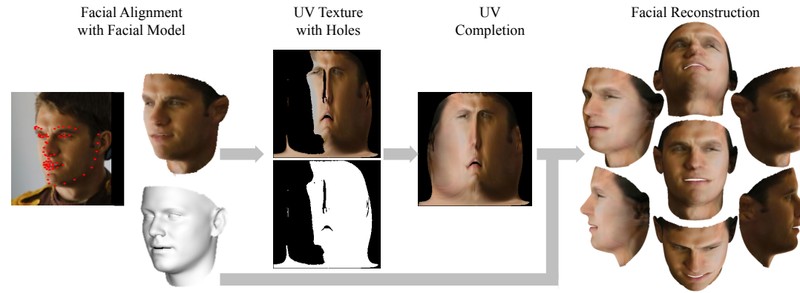 Facial Alignment
with Facial Model
UV Texture
with Holes
UV
Completion
Facial Reconstruction